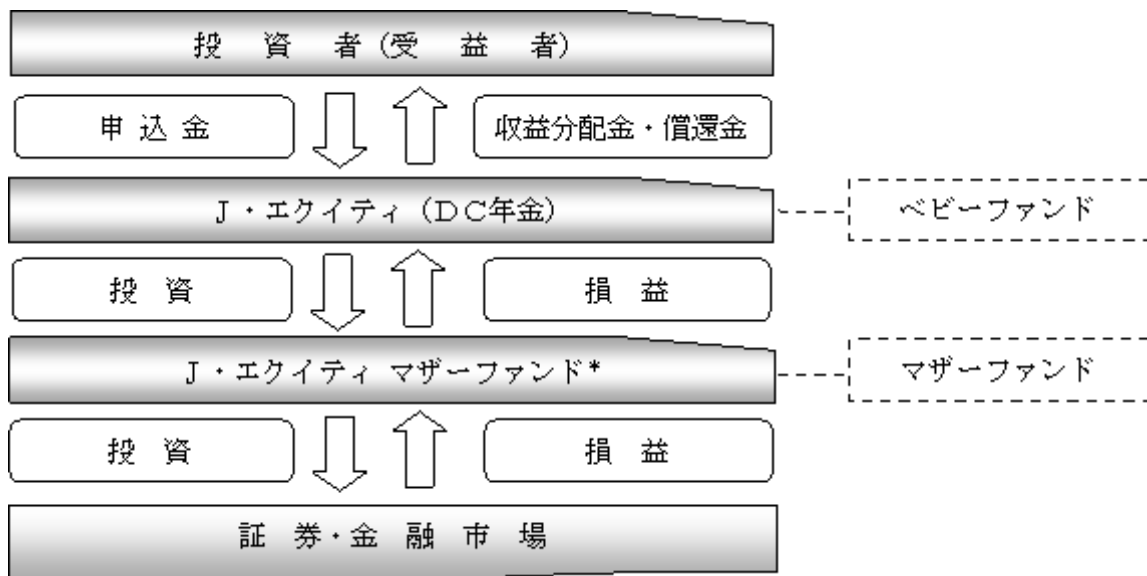 投 資 者（受 益 者）
申 込 金
収益分配金・償還金
Ｊ・エクイティ（ＤＣ年金）
ベビーファンド
投 資
損 益
Ｊ・エクイティ マザーファンド*
マザーファンド
投 資
損 益
証 券・金 融 市 場